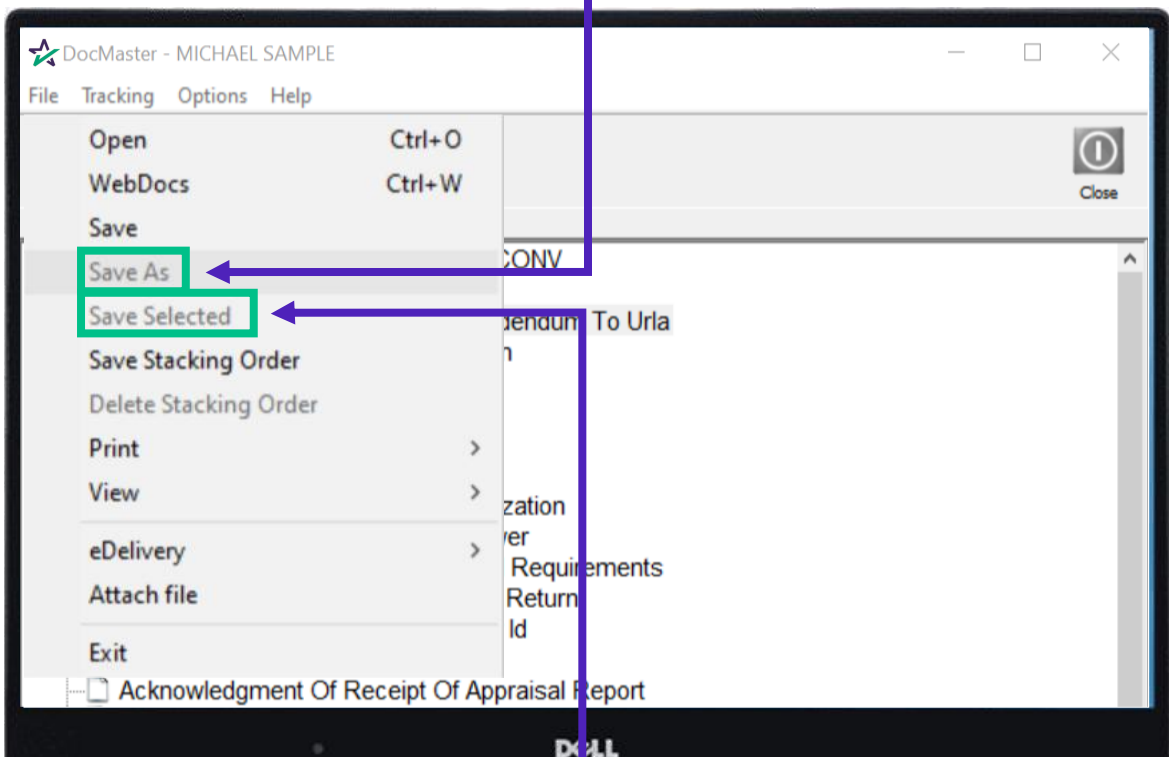 DocMaster - MICHAEL SAMPLE
File Tracking Options Help
Open Ctrl+O
WebDocs Ctrl+W
Close
Save
Save As
CONV
Save Selected
dendum To Urla
Save Stacking Order
n
Delete Stacking Order
Print
View
zation
ver
eDelivery
Requirements
Attach file
Return
Id
Exit
Acknowledgment Of Receipt Of Appraisal Report
DELL